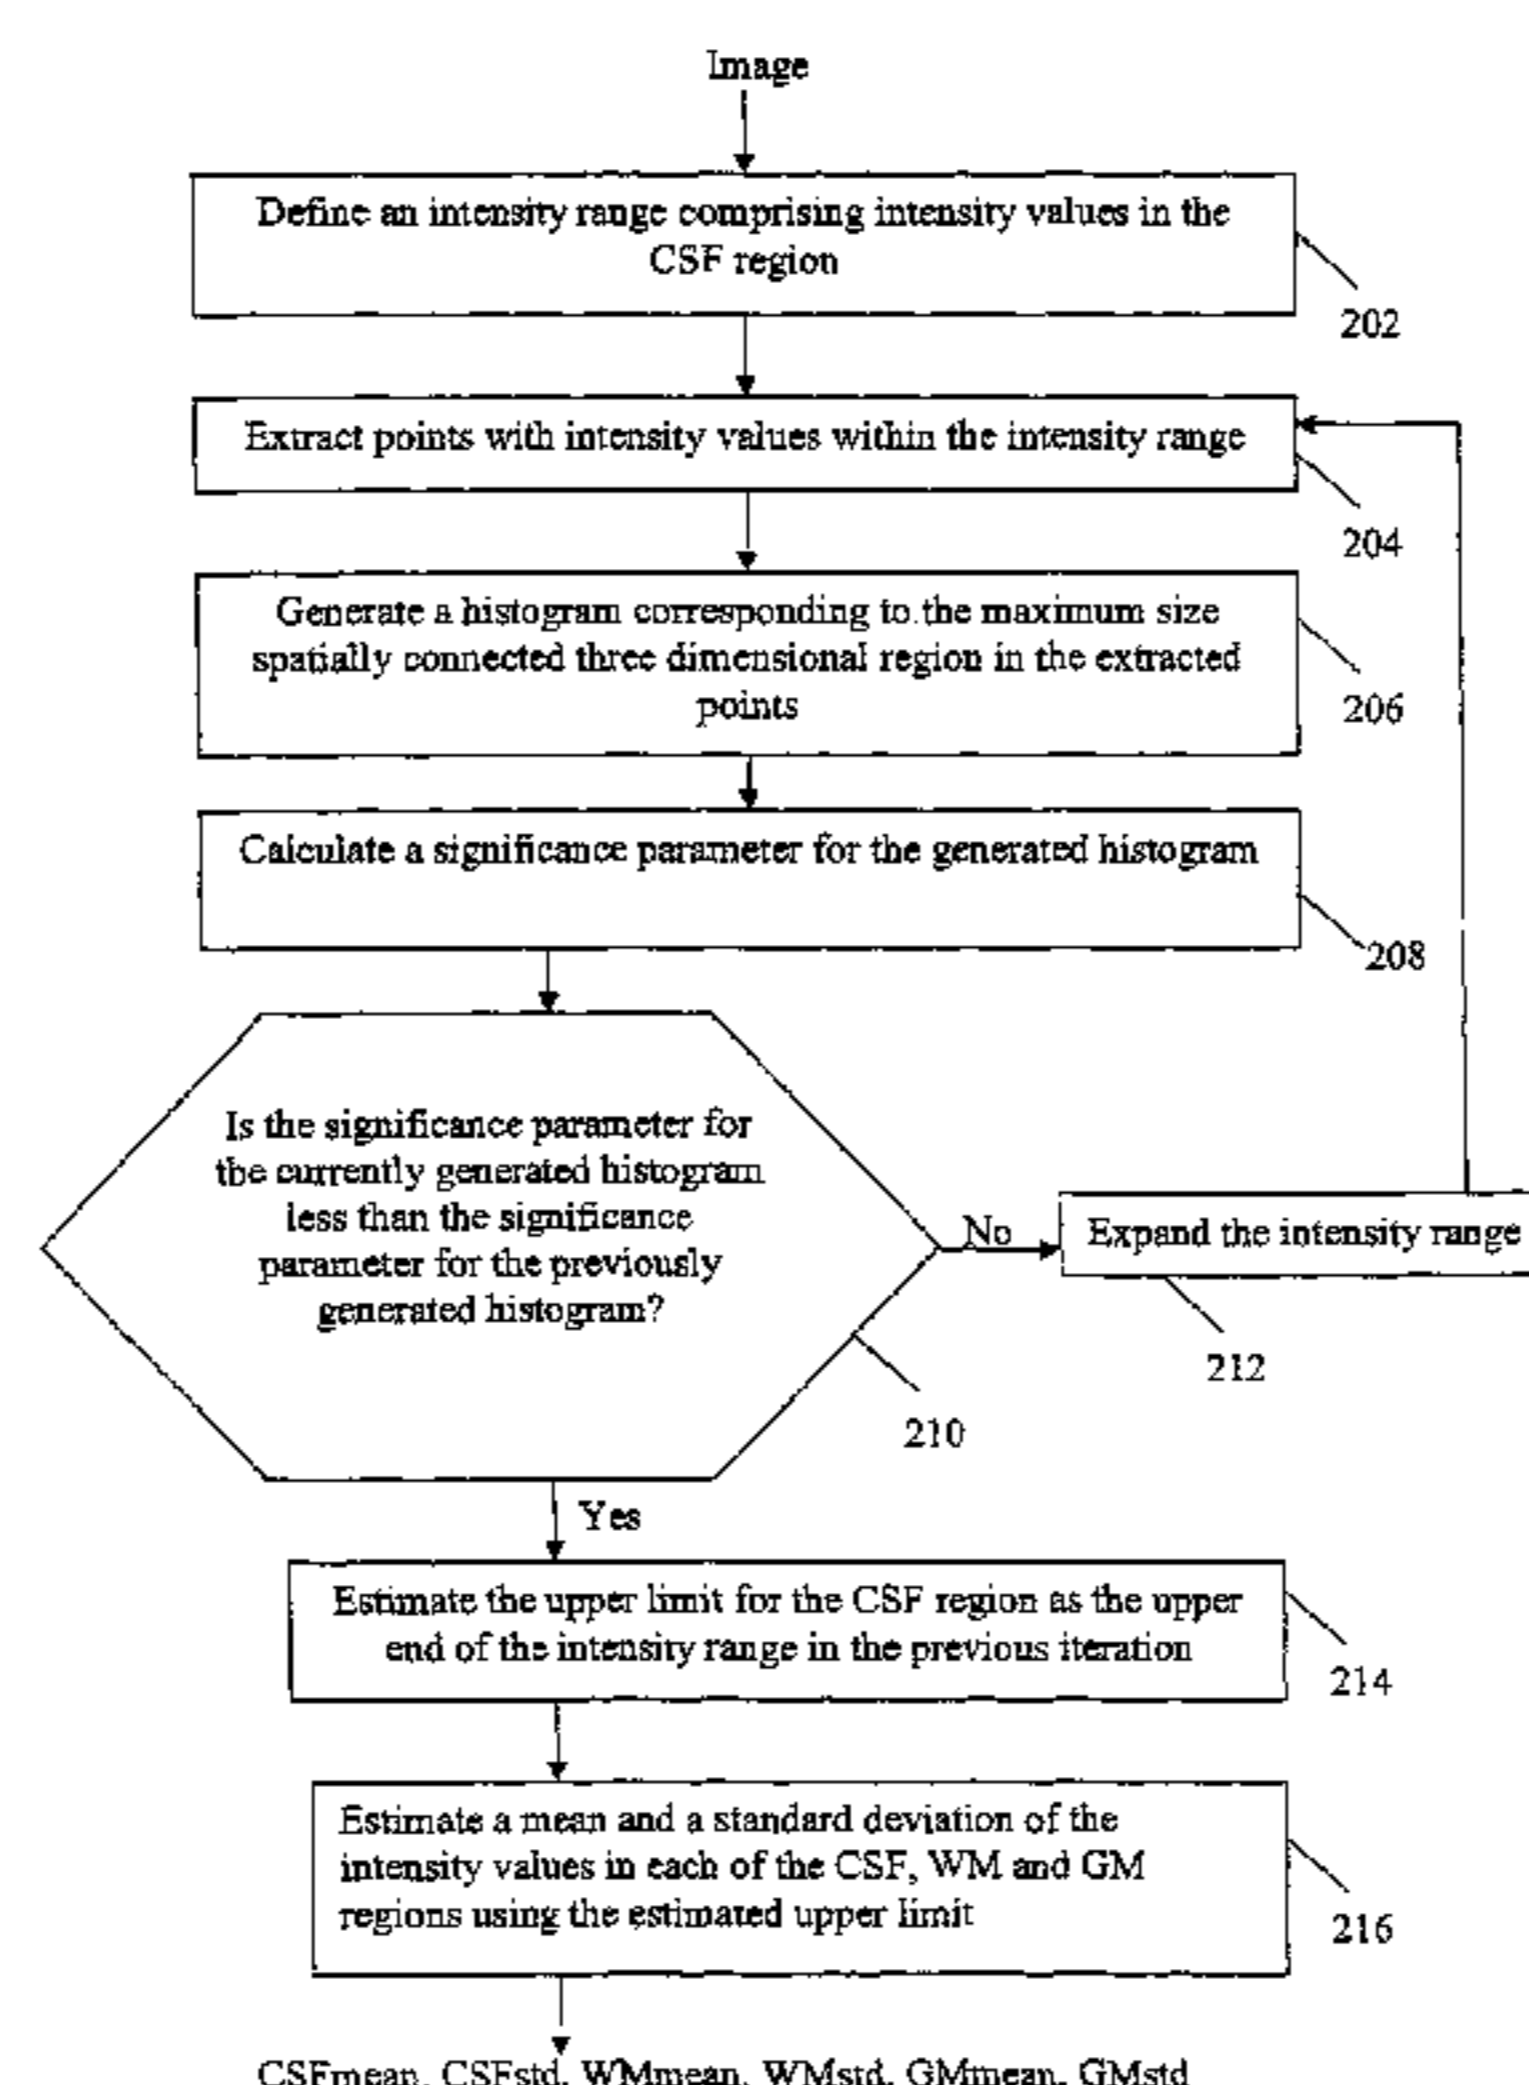 Image
Define an intensity range comprising intensity values in the
CSF region
202
Extract points with intensity values within the intensity range
204
Generate a histogram corresponding to the maximum size
spatially connected three dimensional region in the extracted
points
206
Calculate a significance parameter for the generated histogram
208
Is the significance parameter for
the currently generated histogram
less than the significance
parameter for the previously
generated histogram?
No
Expand the intensity range
212
210
Yes
Estimate the upper limit for the CSF region as the upper
end of the intensity range in the previous iteration
214
Estimate a mean and a standard deviation of the
intensity values in each of the CSF, WM and GM
regions using the estimated upper limit
216
CSFmean, CSFstd, WMmean, WMstd, GMmean, GMstd